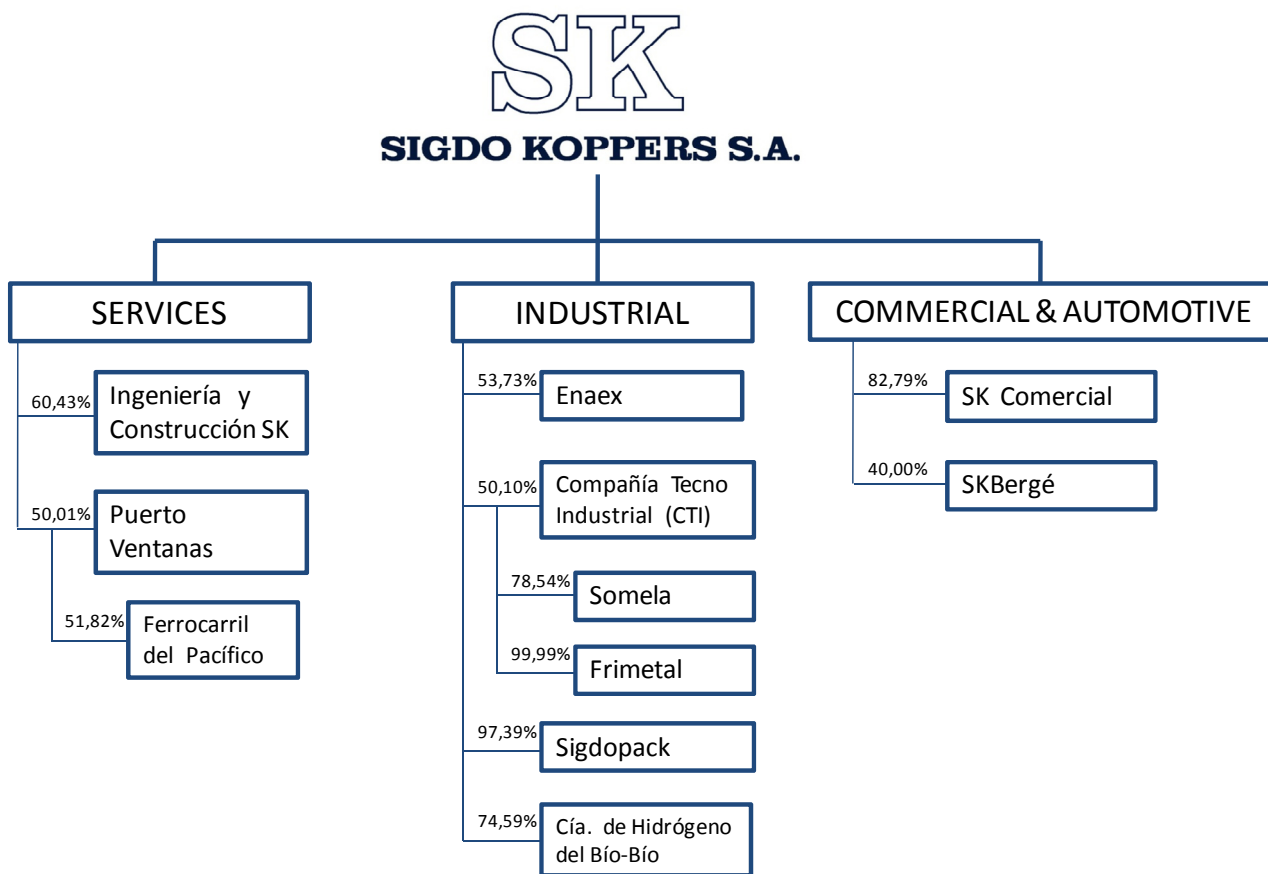 SK
SIGDO KOPPERS S.A.
SERVICES
60,43%
Ingeniería y
Construcción SK
50,01%
Puerto
Ventanas
51,82%
Ferrocarril
del Pacífico
INDUSTRIAL
53,73%
Enaex
50,10%
Compañía Tecno
Industrial (CTI)
78,54%
Somela
99,99%
Frimetal
97,39%
Sigdopack
74,59%
Cía. de Hidrógeno
del Bío-Bío
COMMERCIAL & AUTOMOTIVE
82,79%
SK Comercial
40,00%
SKBergé